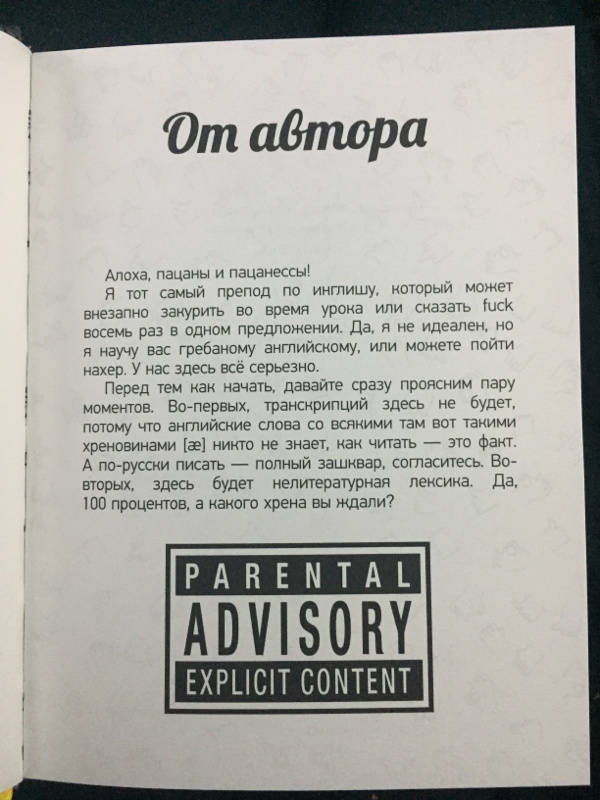 От автора
Алоха, пацаны и пацанессы!
Я тот самый препод по инглишу, который может
внезапно закурить во время урока или сказать fuck
восемь раз в одном предложении. Да, я не идеален, но
я научу вас гребаному английскому, или можете пойти
нахер. У нас здесь всё серьезно.
Перед тем как начать, давайте сразу проясним пару
моментов. Во-первых, транскрипций здесь не будет,
потому что английские слова со всякими там вот такими
хреновинами [æ] никто не знает, как читать — это факт.
А по-русски писать — полный зашквар, согласитесь. Во-
вторых, здесь будет нелитературная лексика. Да,
100 процентов, а какого хрена вы ждали?
PARENTAL
ADVISORY
EXPLICIT CONTENT